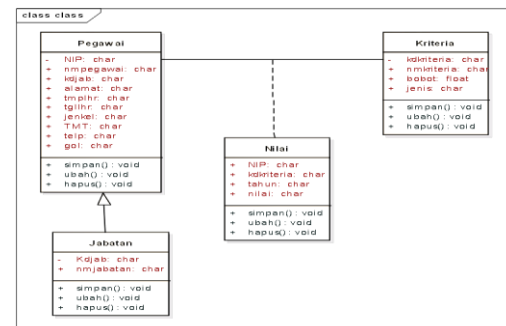 class class
Pegawai
- NIP: char
+ nmpegawai: char
+ kdjab: char
+ alamat: char
+ tmplhr: char
+ tgllhr: char
+ jenkel: char
+ TMT: char
+ telp: char
+ gol: char
+ simpan() : void
+ ubah() : void
+ hapus() : void
Kriteria
- kdkriteria: char
+ nmkriteria: char
+ bobot: float
+ jenis: char
+ simpan() : void
+ ubah() : void
+ hapus() : void
Nilai
+ NIP: char
+ kdkriteria: char
+ tahun: char
+ nilai: char
+ simpan() : void
+ ubah() : void
+ hapus() : void
Jabatan
- Kdjab: char
+ nmjabatan: char
+ simpan() : void
+ ubah() : void
+ hapus() : void